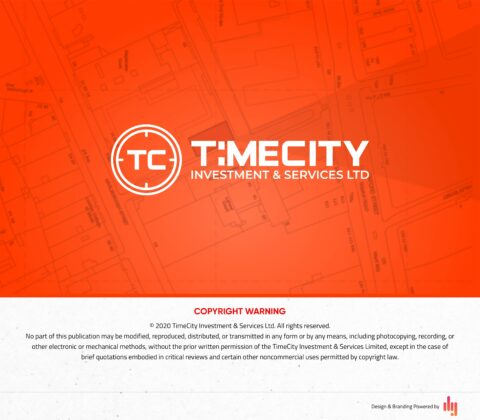 TC
TIMECITY
INVESTMENT & SERVICES LTD
COPYRIGHT WARNING
© 2020 TimeCity Investment & Services Ltd. All rights reserved.
No part of this publication may be modified, reproduced, distributed, or transmitted in any form or by any means, including photocopying, recording, or
other electronic or mechanical methods, without the prior written permission of the TimeCity Investment & Services Limited, except in the case of
brief quotations embodied in critical reviews and certain other noncommercial uses permitted by copyright law.
Design & Branding Powered by